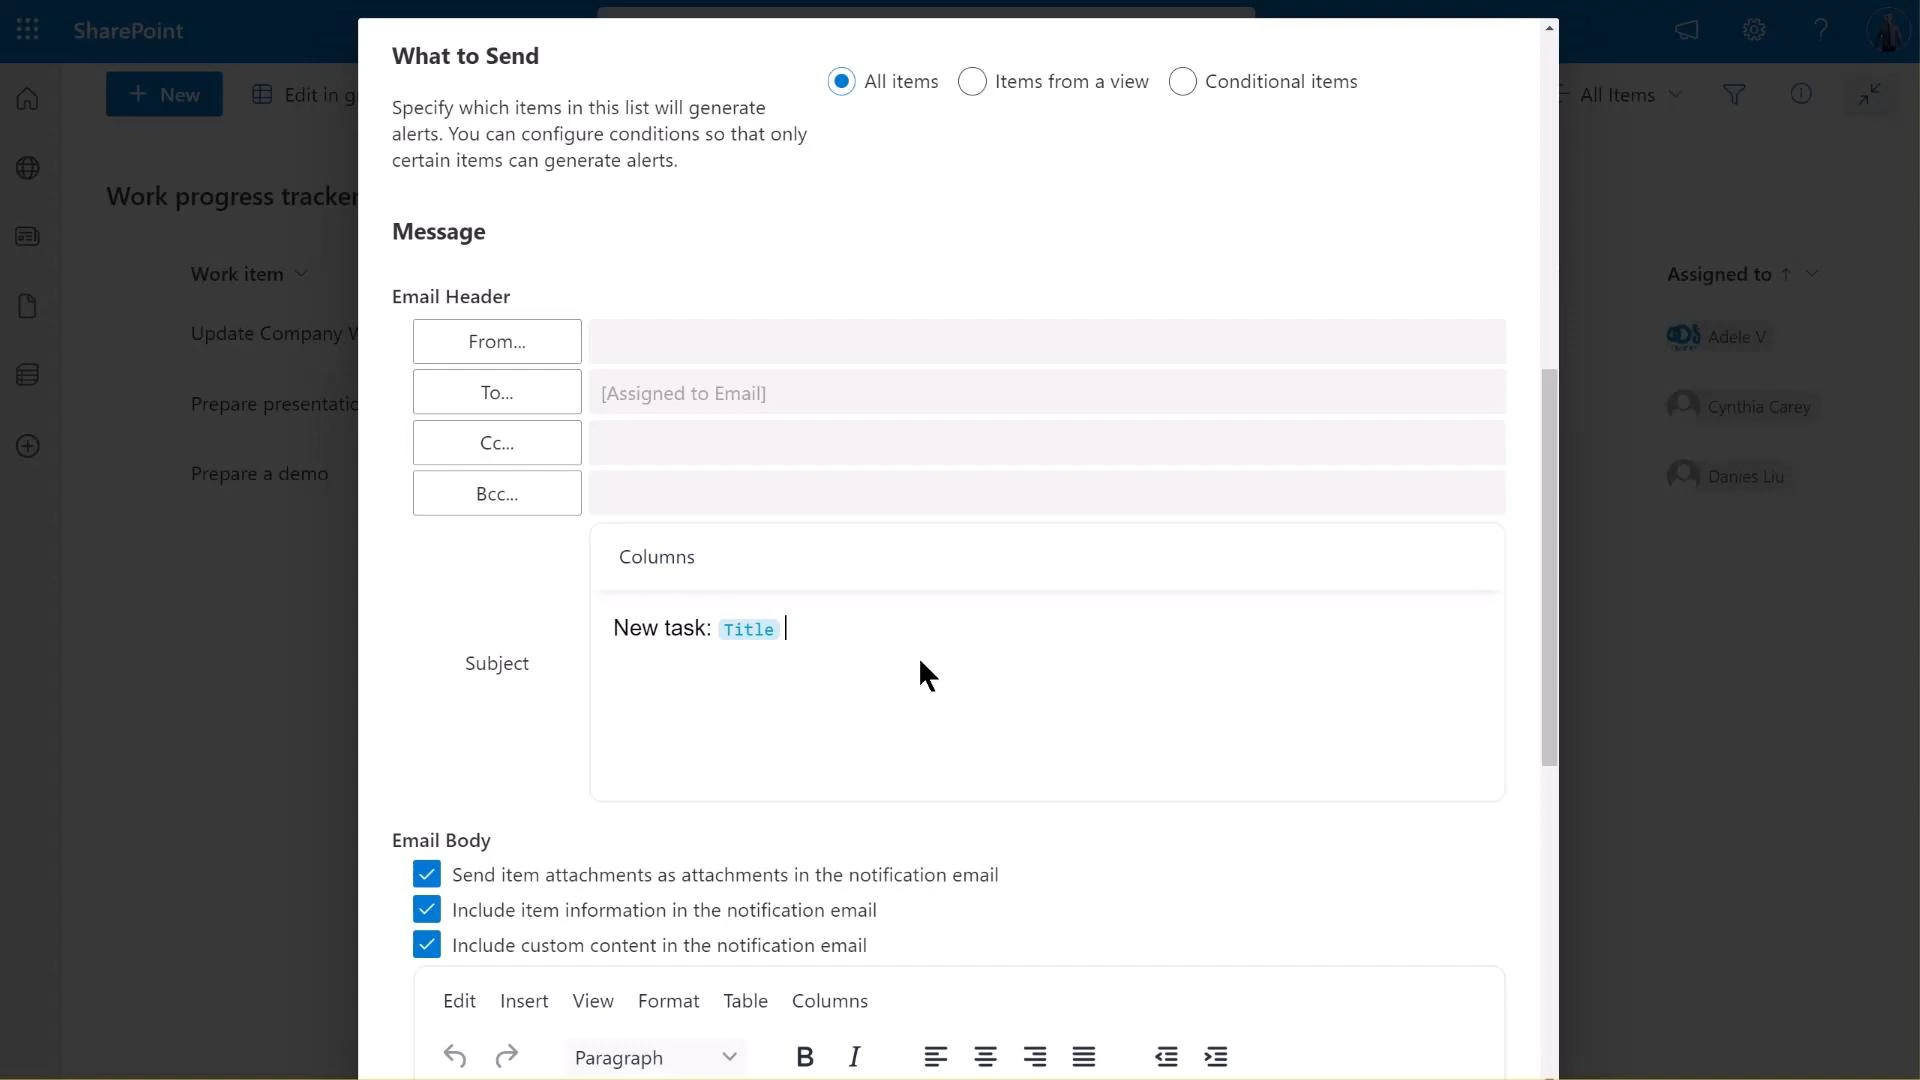 SharePoint
New
Edit in g
All Items
Work progress tracker
Work item
Update Company
Prepare presentatic
Prepare a demo
Assigned to
Adele V
Cynthia Carey
Danies Liu
What to Send
Specify which items in this list will generate
alerts. You can configure conditions so that only
certain items can generate alerts.
All items
Items from a view
Conditional items
Message
Email Header
From...
To...
[Assigned to Email]
Cc...
Bcc...
Columns
New task: Title
Subject
Email Body
Send item attachments as attachments in the notification email
Include item information in the notification email
Include custom content in the notification email
Edit Insert View Format Table Columns
Paragraph B I